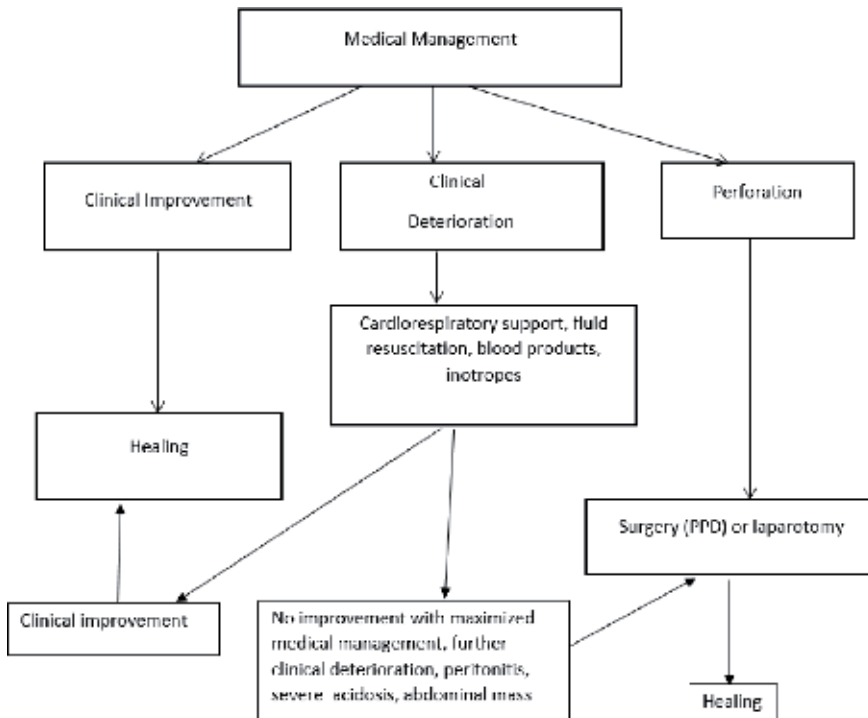 Medical Management
Clinical Improvement
Clinical
Deterioration
Perforation
Cardiorespiratory support, fluid
resuscitation, blood products,
inotropes
Healing
Surgery (PPD) or laparotomy
Clinical improvement
No improvement with maximized
medical management, further
clinical deterioration, peritonitis,
severe acidosis, abdominal mass
Healing